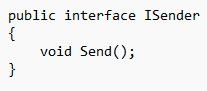 public interface ISender
{
    void Send();
}